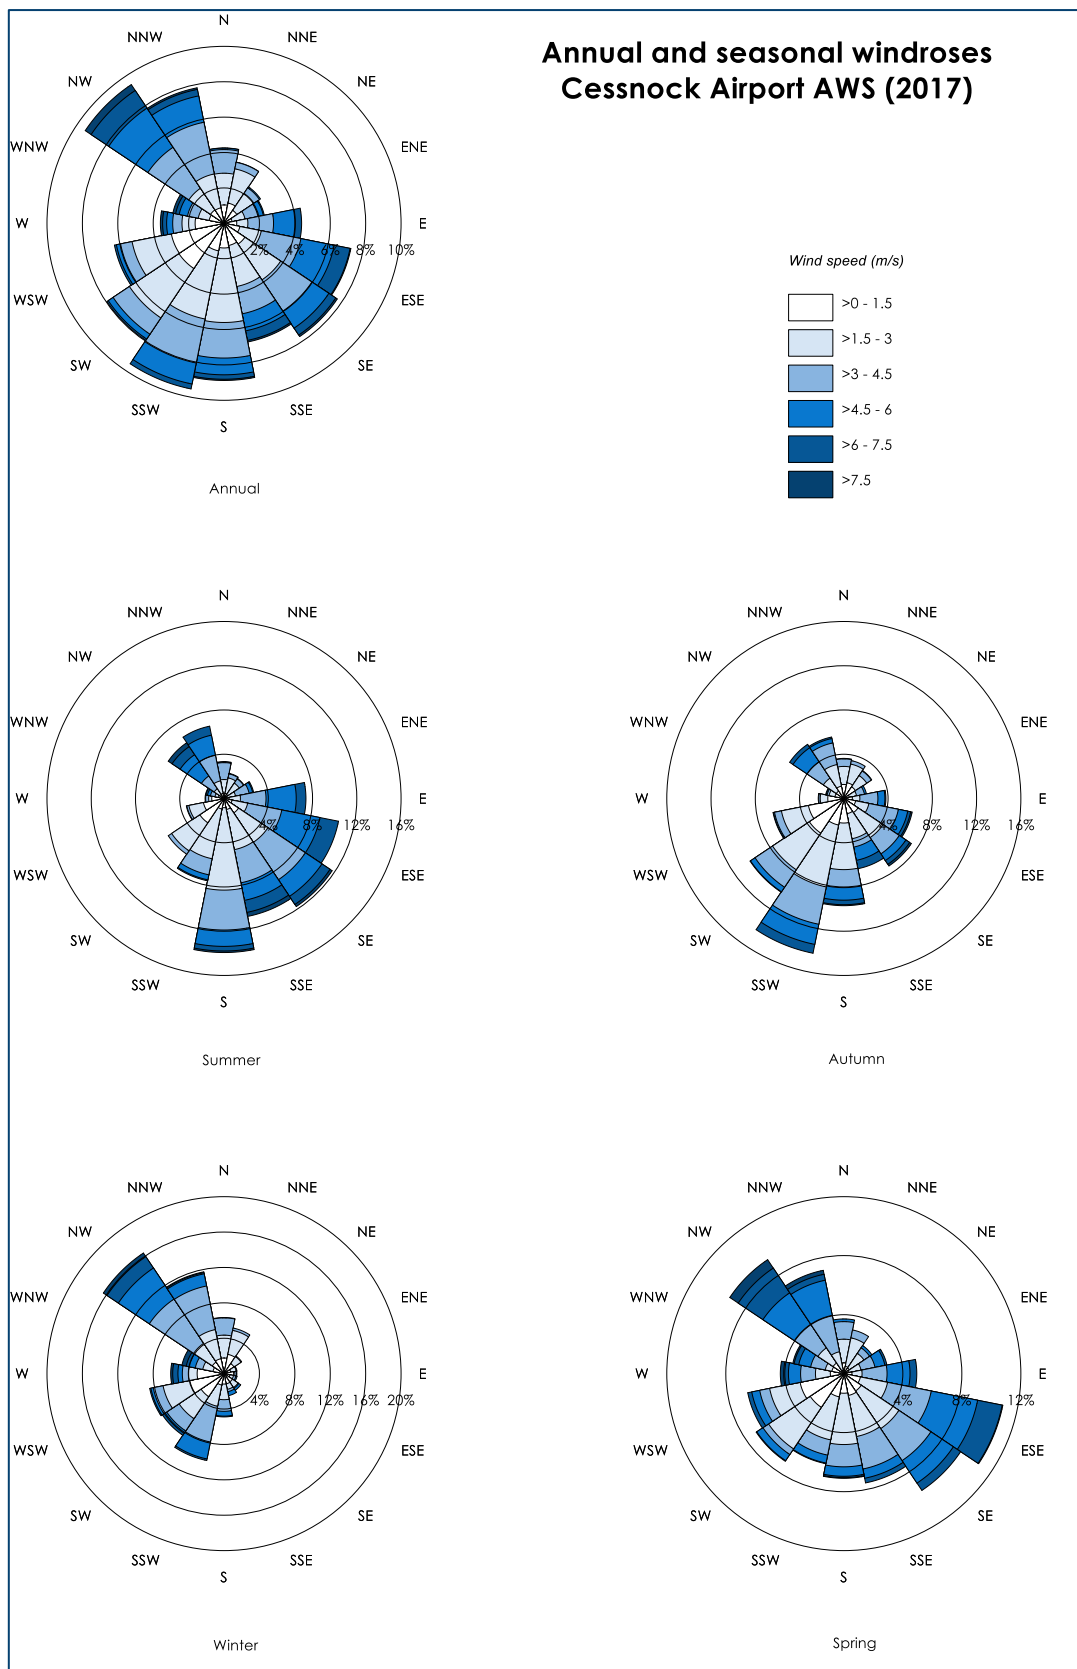 Annual and seasonal windroses
Cessnock Airport AWS (2017)
N
NNW
NNE
NW
NE
WNW
ENE
W
E
2% 4% 6% 8% 10%
WSW
ESE
SW
SE
SSW
SSE
S
Annual
Wind speed (m/s)
>0 - 1.5
>1.5 - 3
>3 - 4.5
>4.5 - 6
>6 - 7.5
>7.5
N
NNW
NNE
NW
NE
WNW
ENE
W
E
4% 8% 12% 16%
WSW
ESE
SW
SE
SSW
SSE
S
Summer
N
NNW
NNE
NW
NE
WNW
ENE
W
E
4% 8% 12% 16%
WSW
ESE
SW
SE
SSW
SSE
S
Autumn
N
NNW
NNE
NW
NE
WNW
ENE
W
E
4% 8% 12% 16% 20%
WSW
ESE
SW
SE
SSW
SSE
S
Winter
N
NNW
NNE
NW
NE
WNW
ENE
W
E
4% 8% 12%
WSW
ESE
SW
SE
SSW
SSE
S
Spring